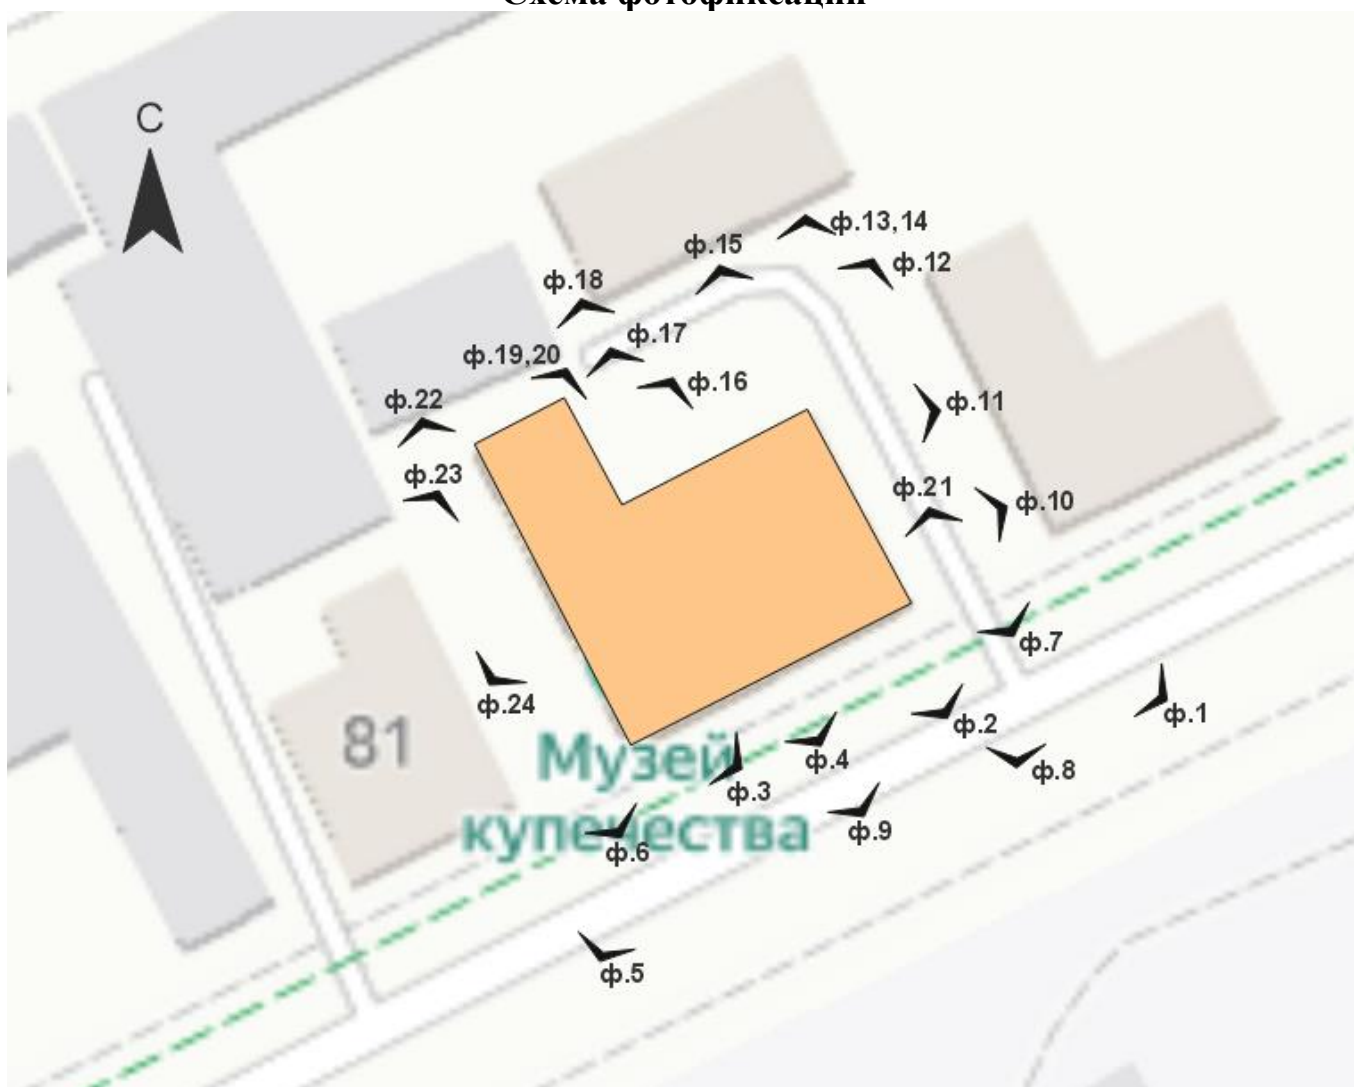 Схема фотофиксации
С
ф.13,14
ф.15
ф.12
ф.18
ф.17
ф.19,20
ф.16
ф.22
ф.11
ф.23
ф.21
ф.10
ф.7
ф.24
ф.1
ф.2
81
Музей
купечества
ф.4
ф.8
ф.3
ф.9
ф.6
ф.5